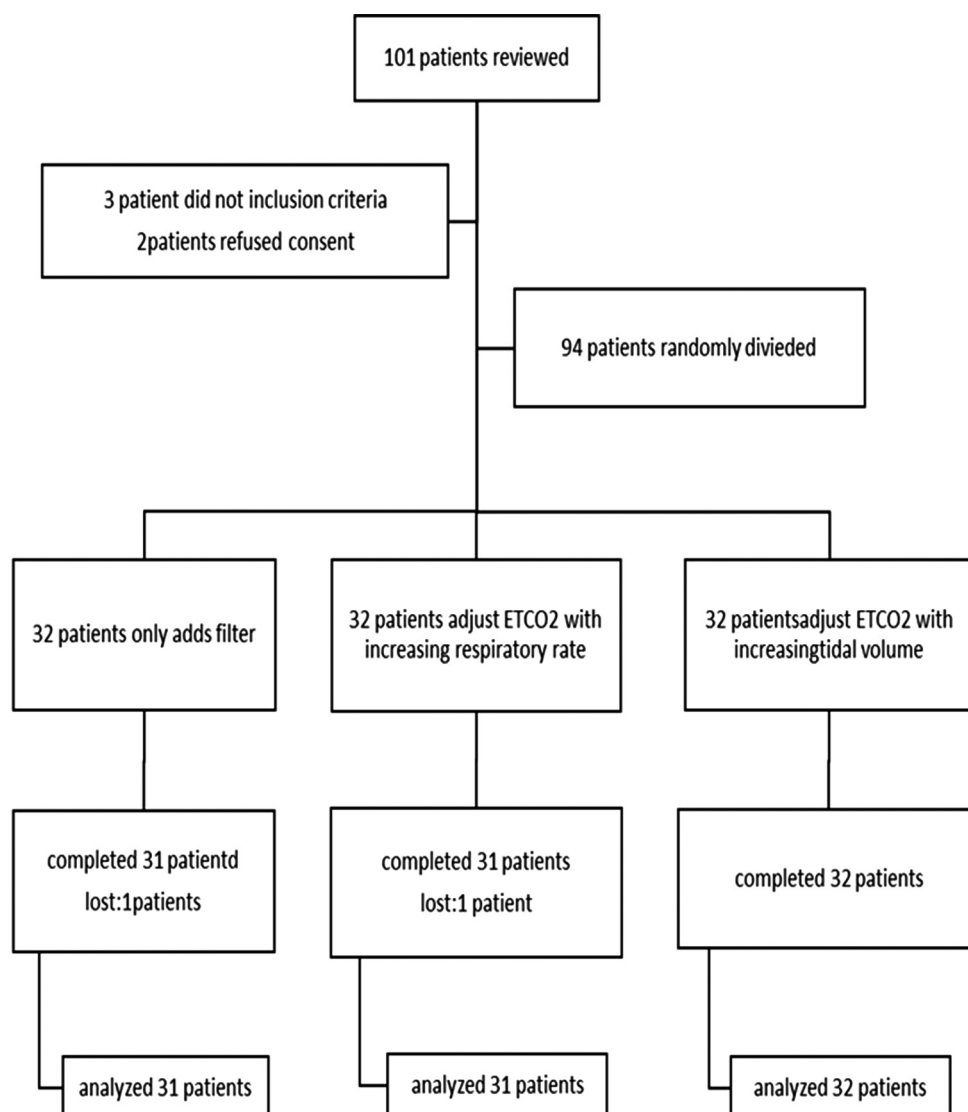 101 patients reviewed
3 patient did not inclusion criteria
2patients refused consent
94 patients randomly divieded
32 patients only adds filter
32 patients adjust ETCO2 with
increasing respiratory rate
32 patientsadjust ETCO2 with
increasingtidal volume
completed 31 patientd
lost:1patients
completed 31 patients
lost:1 patient
completed 32 patients
analyzed 31 patients
analyzed 31 patients
analyzed 32 patients